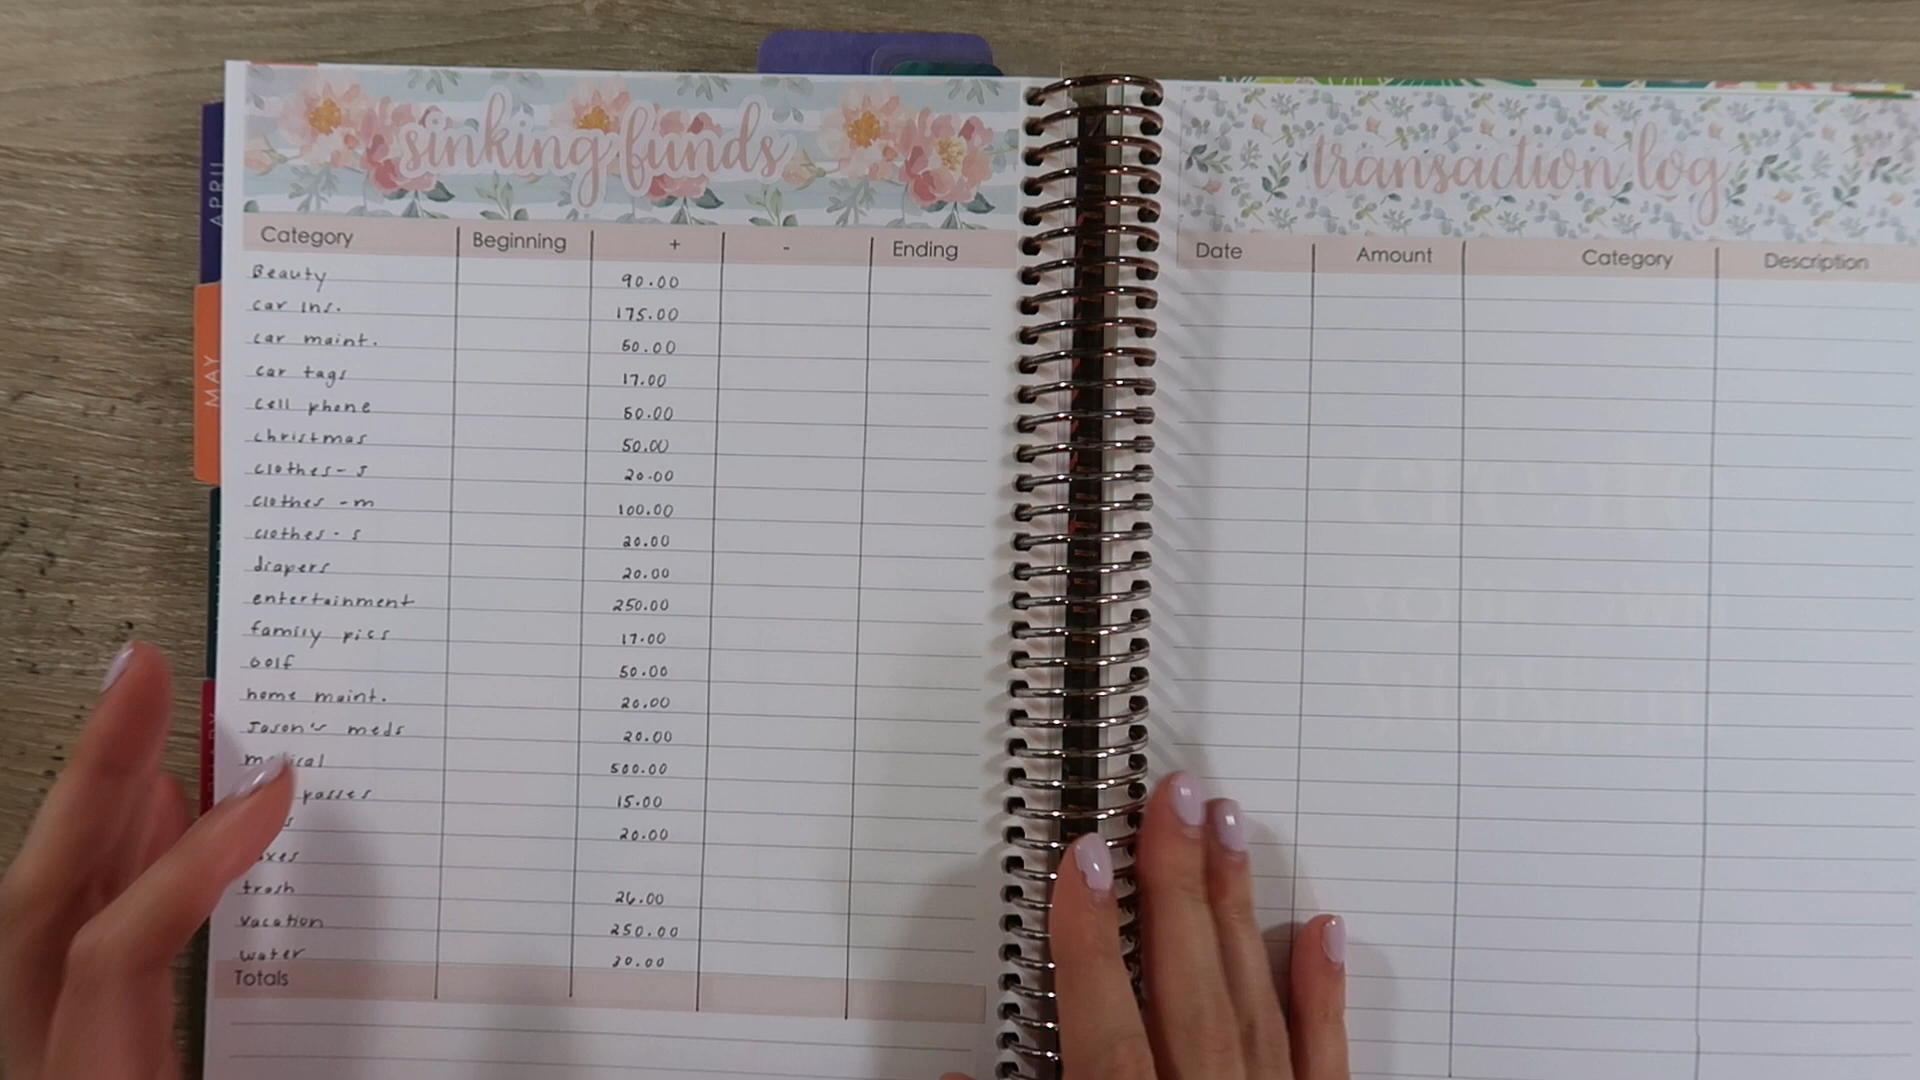 sinking funds
Category Beginning + - Ending
Beauty 90.00
car ins. 175.00
car maint. 50.00
car tags 17.00
cell phone 50.00
christmas 50.00
clothes - J 20.00
clothes - m 100.00
clothes - s 20.00
diapers 20.00
entertainment 250.00
family pics 17.00
Golf 50.00
home maint. 20.00
Jason's meds 20.00
500.00
passes 15.00
20.00
trash 26.00
vacation 250.00
water 20.00
Totals
transaction log
Date Amount Category Description
APRIL
MAY